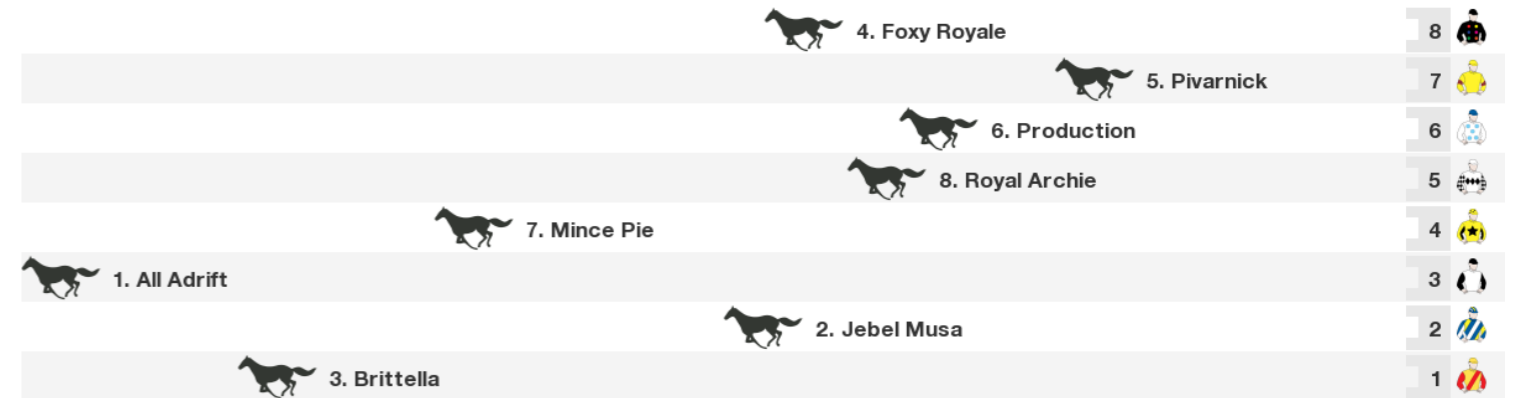 4. Foxy Royale 8
5. Pivarnick 7
6. Production 6
8. Royal Archie 5
7. Mince Pie 4
1. All Adrift 3
2. Jebel Musa 2
3. Brittella 1